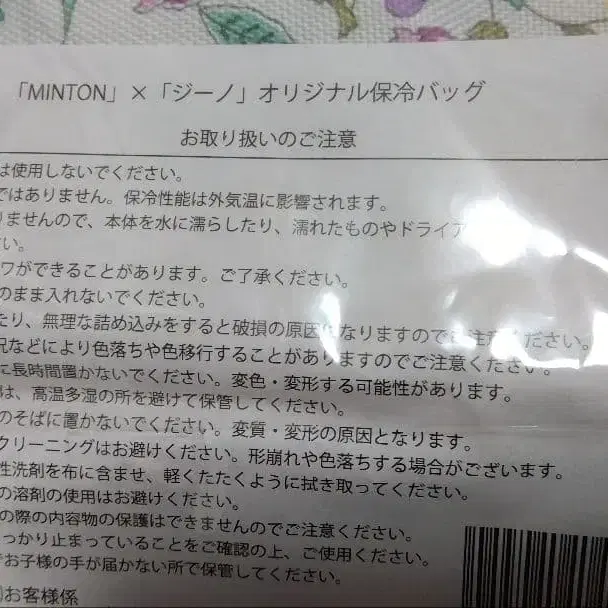 「MINTON」×「ジーノ」オリジナル保冷バッグ
お取り扱いのご注意
は使用しないでください。
ではありません。保冷性能は外気温に影響されます。
りませんので、本体を水に濡らしたり、濡れたものやドライア
い。
ワができることがあります。ご了承ください。
のまま入れないでください。
たり、無理な詰め込みをすると破損の原因になりますのでご注意ください。
況などにより色落ちや色移行することがありますのでご注意ください。
に長時間置かないでください。変色・変形する可能性があります。
は、高温多湿の所を避けて保管してください。
のそばに置かないでください。変質・変形の原因となります。
クリーニングはお避けください。形崩れや色落ちする場合がございます。
性洗剤を布に含ませ、軽くたたくように拭き取ってください。
の溶剤の使用はお避けください。
の際の内容物の保護はできませんのでご注意ください。
っかり止まっていることをご確認の上、ご使用ください。
でお子様の手が届かない所で保管してください。
お客様係